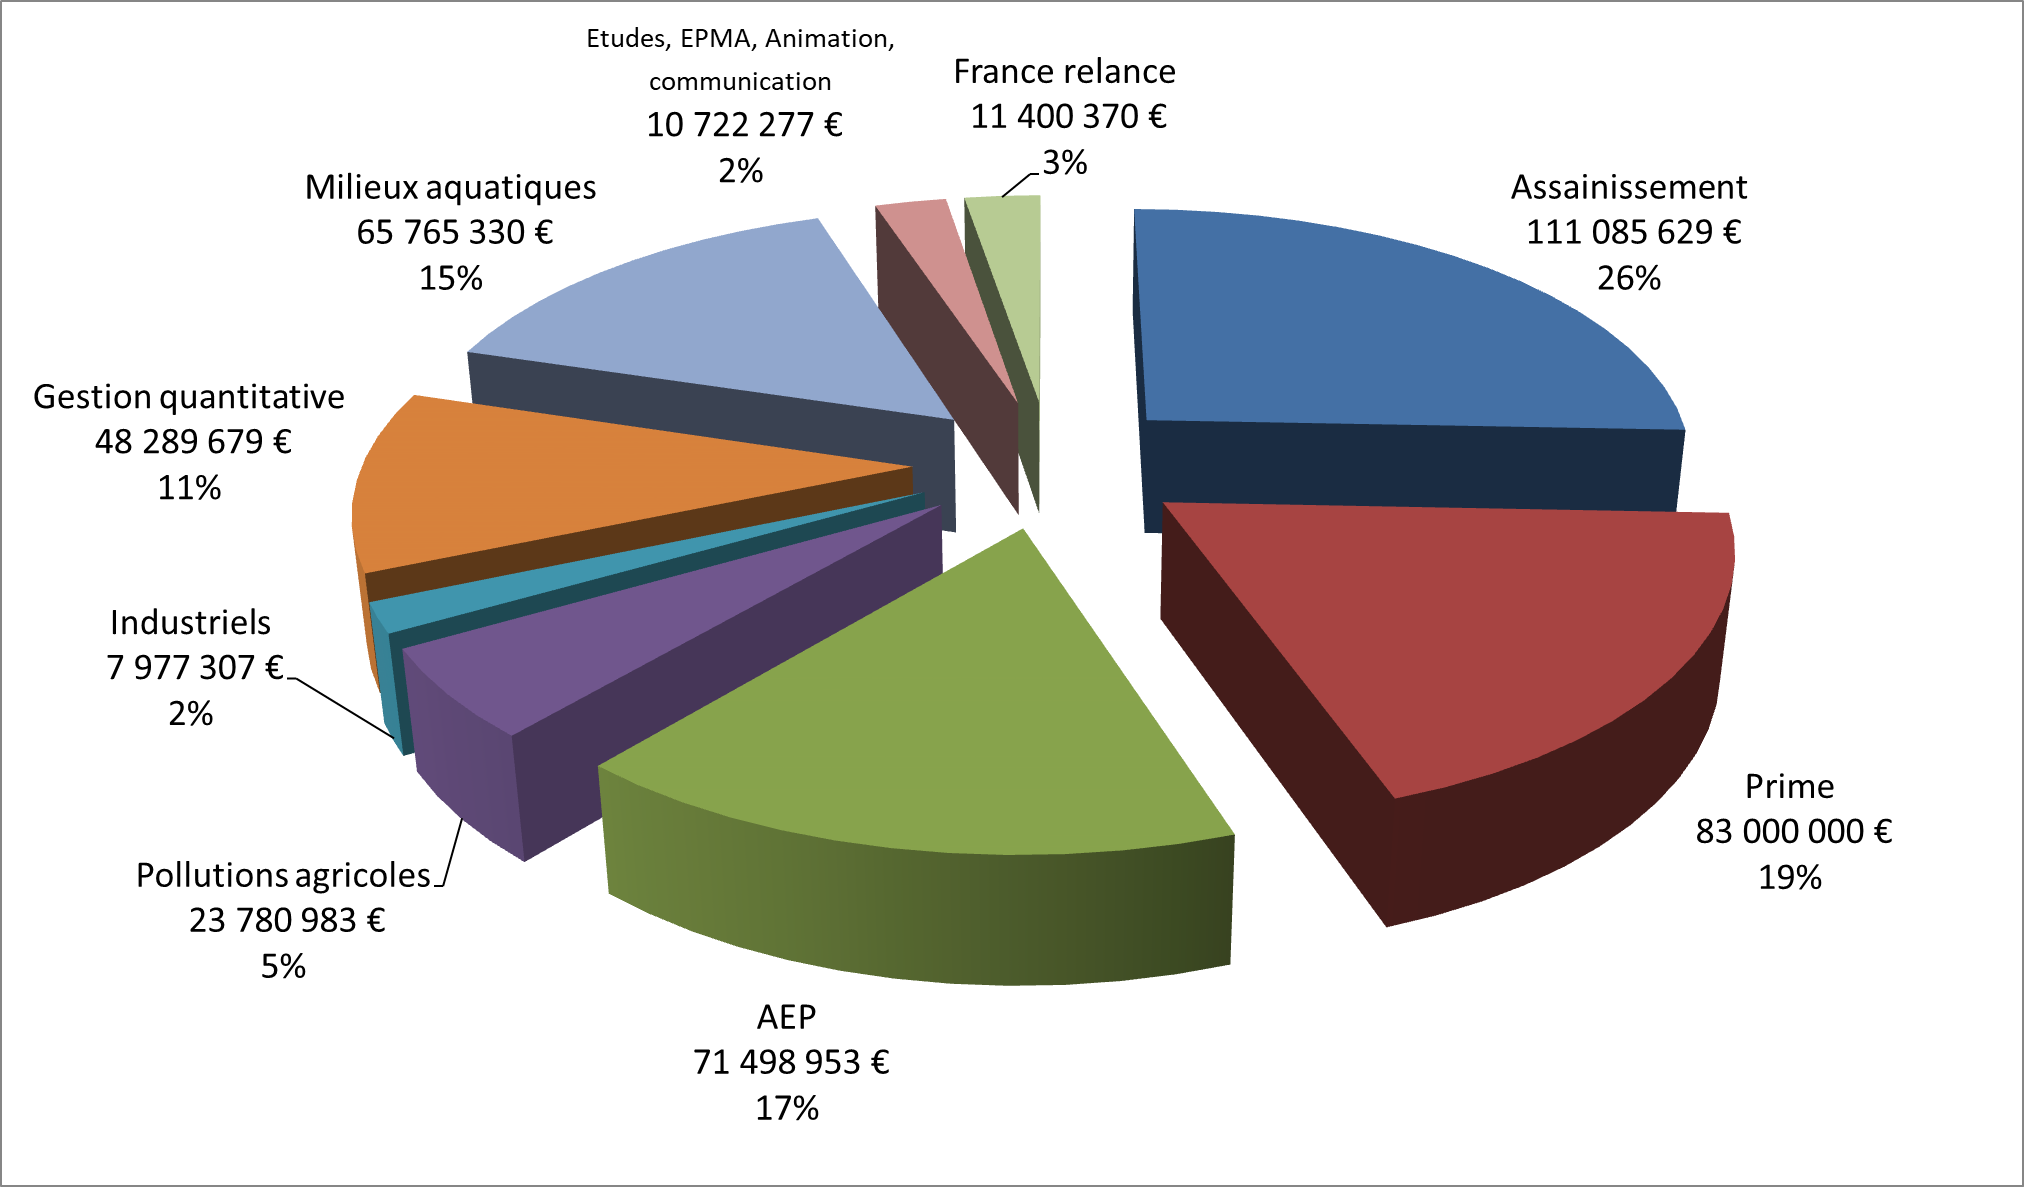 Etudes, EPMA, Animation,
communication
10 722 277 €
2%
France relance
11 400 370 €
3%
Assainissement
111 085 629 €
26%
Milieux aquatiques
65 765 330 €
15%
Gestion quantitative
48 289 679 €
11%
Industriels
7 977 307 €
2%
Pollutions agricoles
23 780 983 €
5%
AEP
71 498 953 €
17%
Prime
83 000 000 €
19%